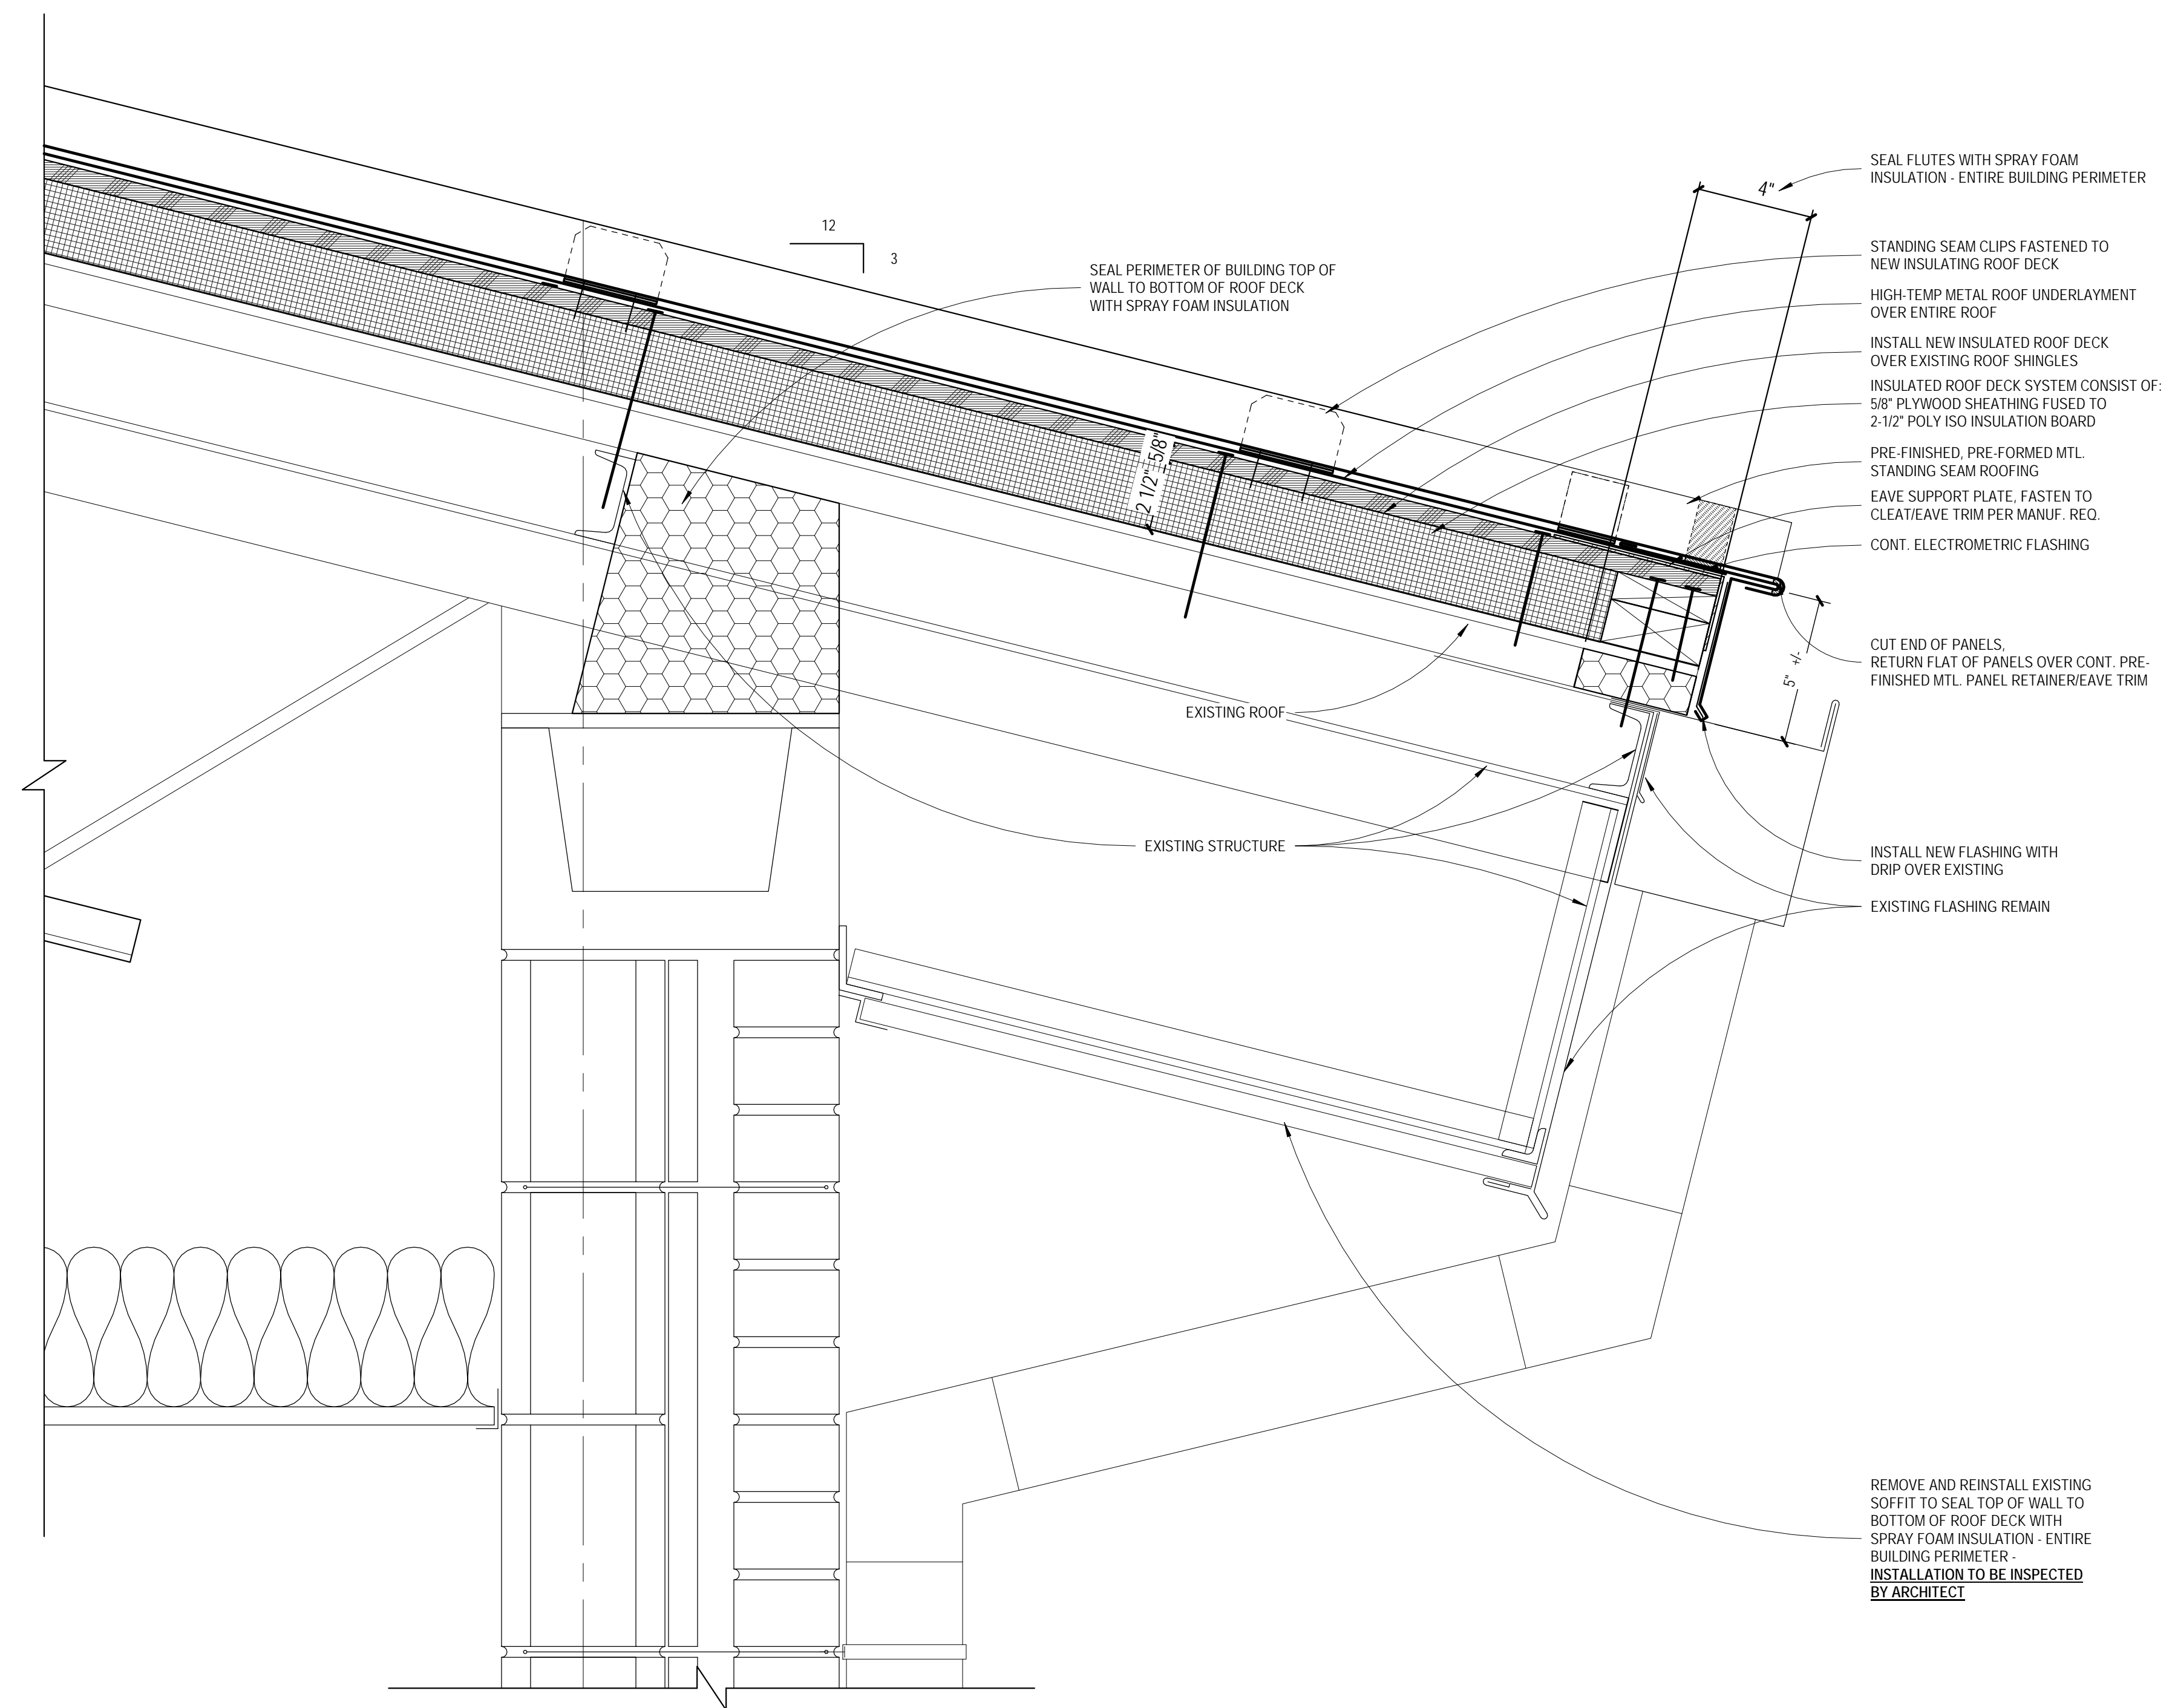 SEAL FLUTES WITH SPRAY FOAM
INSULATION - ENTIRE BUILDING PERIMETER
4"
12
3
STANDING SEAM CLIPS FASTENED TO
NEW INSULATING ROOF DECK
SEAL PERIMETER OF BUILDING TOP OF
WALL TO BOTTOM OF ROOF DECK
WITH SPRAY FOAM INSULATION
HIGH-TEMP METAL ROOF UNDERLAYMENT
OVER ENTIRE ROOF
INSTALL NEW INSULATED ROOF DECK
OVER EXISTING ROOF SHINGLES
INSULATED ROOF DECK SYSTEM CONSIST OF:
5/8" PLYWOOD SHEATHING FUSED TO
2-1/2" POLY ISO INSULATION BOARD
2 1/2" 5/8"
PRE-FINISHED, PRE-FORMED MTL.
STANDING SEAM ROOFING
EAVE SUPPORT PLATE, FASTEN TO
CLEAT/EAVE TRIM PER MANUF. REQ.
CONT. ELECTROMETRIC FLASHING
CUT END OF PANELS,
RETURN FLAT OF PANELS OVER CONT. PRE-
FINISHED MTL. PANEL RETAINER/EAVE TRIM
5" +/-
EXISTING ROOF
EXISTING STRUCTURE
INSTALL NEW FLASHING WITH
DRIP OVER EXISTING
EXISTING FLASHING REMAIN
REMOVE AND REINSTALL EXISTING
SOFFIT TO SEAL TOP OF WALL TO
BOTTOM OF ROOF DECK WITH
SPRAY FOAM INSULATION - ENTIRE
BUILDING PERIMETER -
INSTALLATION TO BE INSPECTED
BY ARCHITECT